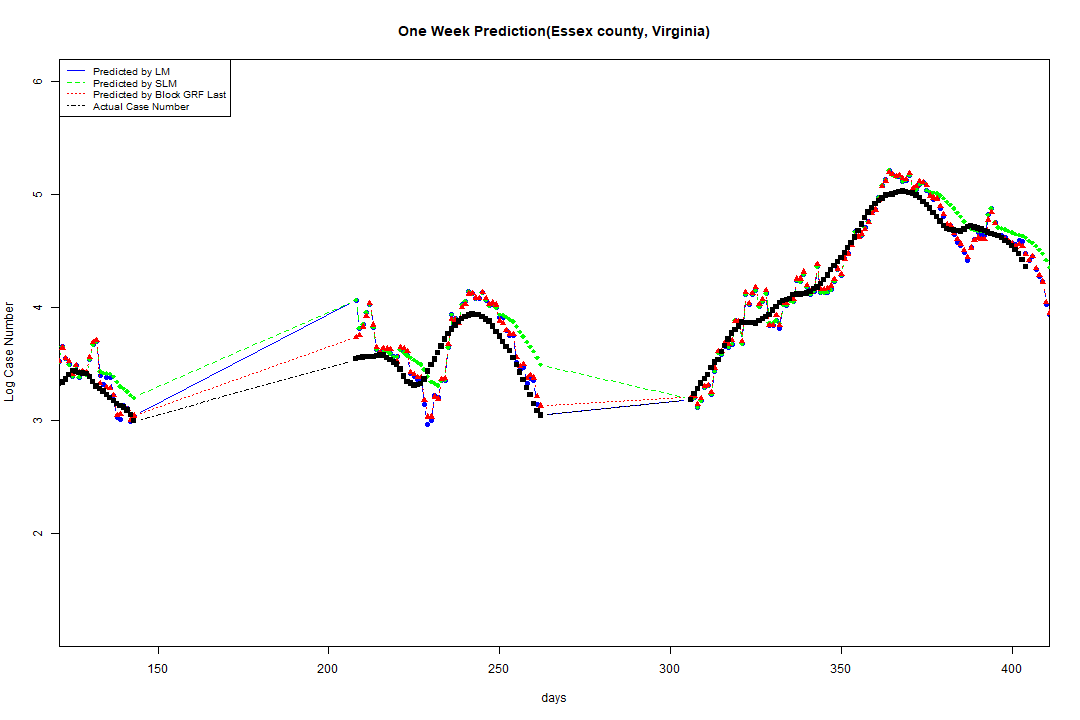 One Week Prediction(Essex county, Virginia)
Predicted by LM
Predicted by SLM
Predicted by Block GRF Last
Actual Case Number
6
5
4
3
2
Log Case Number
150
200
250
300
350
400
days